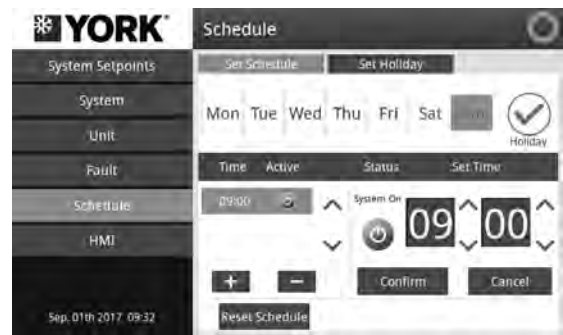 YORK
Schedule
System Setpoints
System
Unit
Fault
Schedule
HMI
Sep. 01th 2017 09:32
Set Schedule
Set Holiday
Mon Tue Wed Thu Fri Sat
Holiday
Time Active Status Set Time
09:00
System On
09 00
+ −
Confirm Cancel
Reset Schedule